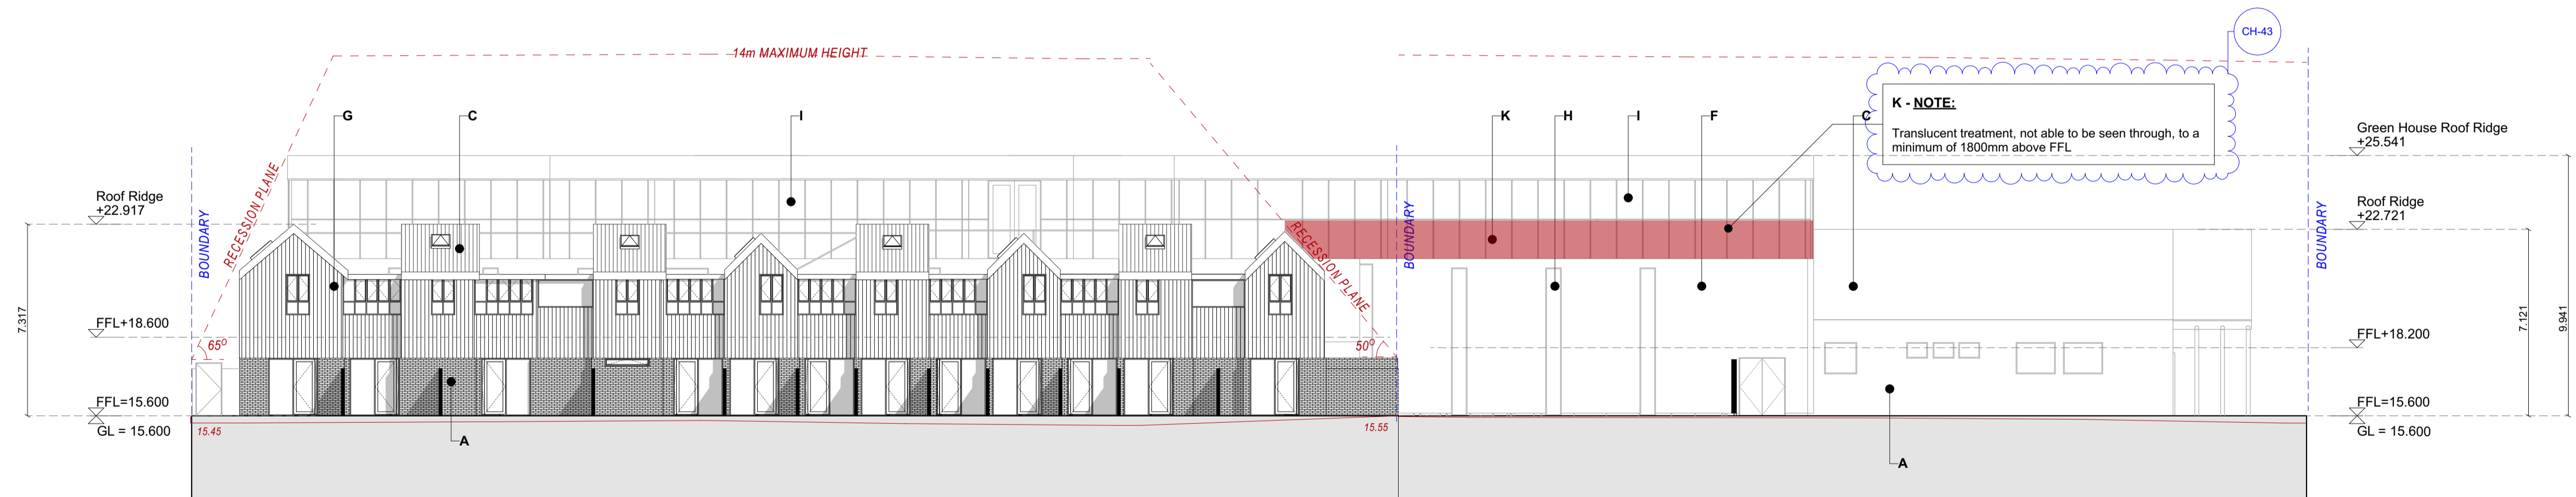 CH-43
14m MAXIMUM HEIGHT
G
C
I
K
H
I
F
C
K - NOTE:
Translucent treatment, not able to be seen through, to a
minimum of 1800mm above FFL
Green House Roof Ridge
+25.541
Roof Ridge
+22.917
Roof Ridge
+22.721
BOUNDARY
RECESSION PLANE
RECESSION PLANE
BOUNDARY
BOUNDARY
7.317
7.121
9.941
FFL+18.600
65O
50O
FFL+18.200
FFL=15.600
GL = 15.600
15.45
A
15.55
A
FFL=15.600
GL = 15.600